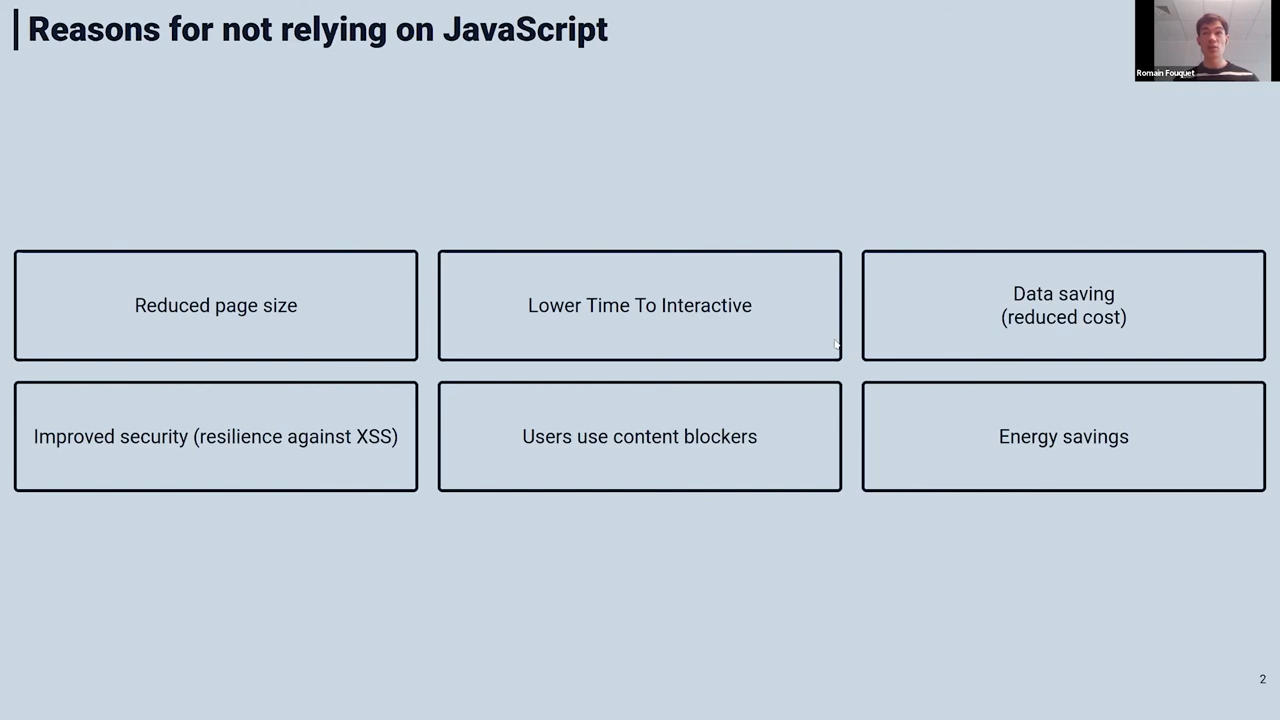 Reasons for not relying on JavaScript
Romain Fouquet
Reduced page size
Lower Time To Interactive
Data saving
(reduced cost)
Improved security (resilience against XSS)
Users use content blockers
Energy savings
2